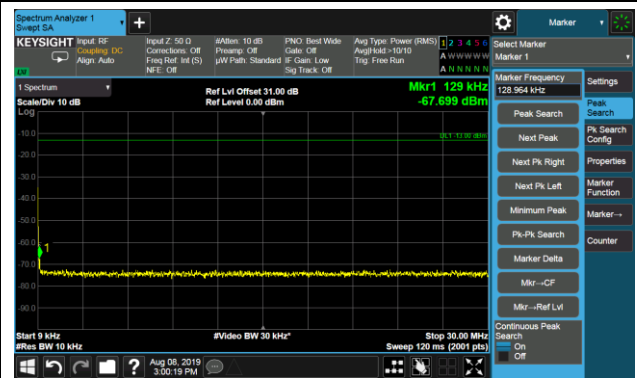 Spectrum Analyzer 1
Swept SA
KEYSIGHT
Input: RF
Coupling: DC
Align: Auto
Input Z: 50 Ω
Corrections: Off
Freq Ref: Int (S)
NFE: Off
#Atten: 10 dB
Preamp: Off
µW Path: Standard
PNO: Best Wide
Gate: Off
IF Gain: Low
Sig Track: Off
Avg Type: Power (RMS)
Avg|Hold:>10/10
Trig: Free Run
1 2 3 4 5 6
A W W W W W
A N N N N N
1 Spectrum
Scale/Div 10 dB
Log
Ref Lvl Offset 31.00 dB
Ref Level 0.00 dBm
Mkr1 129 kHz
-67.699 dBm
DL1 -13.00 dBm
-10.0
-20.0
-30.0
-40.0
-50.0
-60.0
-70.0
-80.0
-90.0
1
Start 9 kHz
#Res BW 10 kHz
#Video BW 30 kHz*
Stop 30.00 MHz
Sweep 120 ms (2001 pts)
Aug 08, 2019
3:00:19 PM
Marker
Select Marker
Marker 1
Marker Frequency
128.964 kHz
Peak Search
Next Peak
Next Pk Right
Next Pk Left
Minimum Peak
Pk-Pk Search
Marker Delta
Mkr→CF
Mkr→Ref Lvl
Continuous Peak
Search
On
Off
Settings
Peak
Search
Pk Search
Config
Properties
Marker
Function
Marker→
Counter